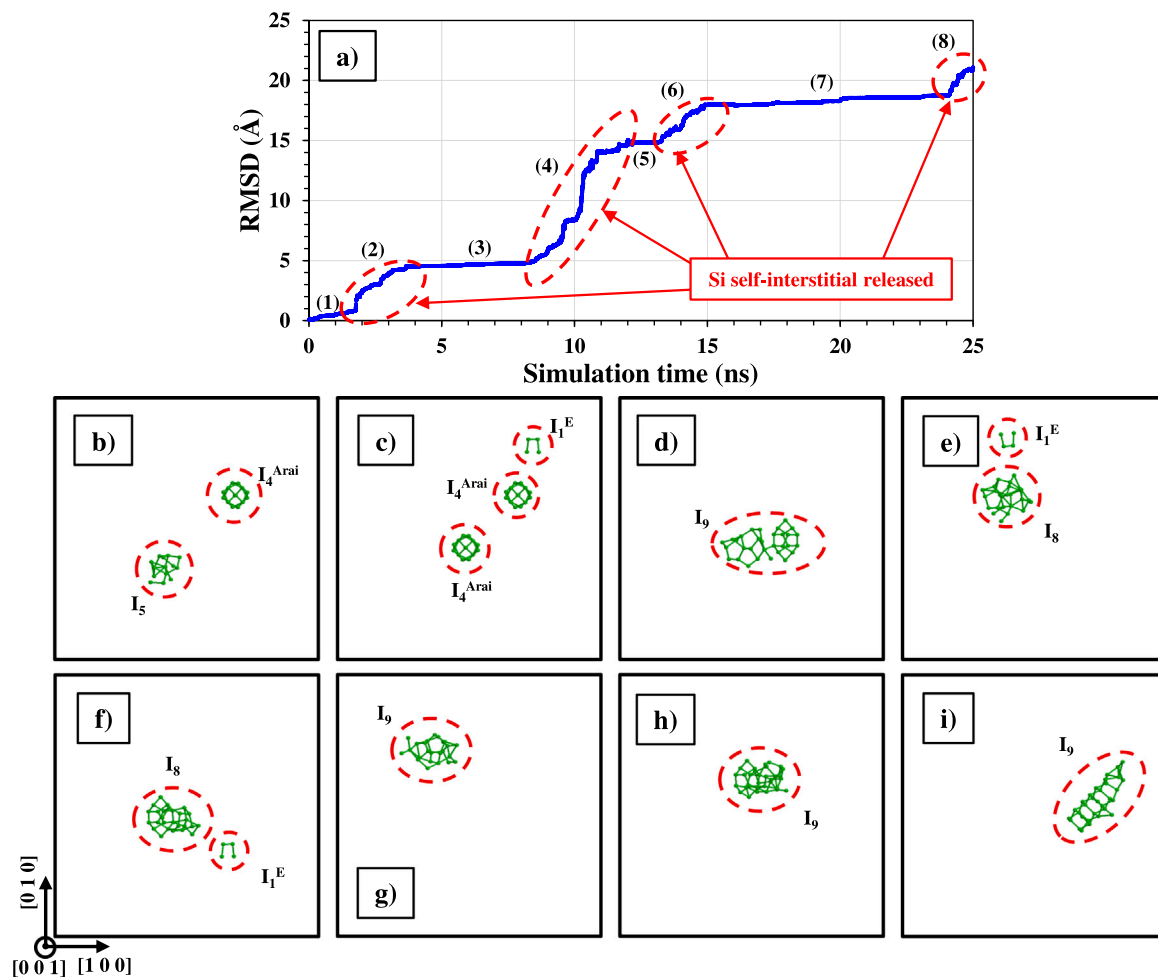 a)
25
20
15
10
5
0
RMSD (Å)
(1)
(2)
(3)
(4)
(5)
(6)
(7)
(8)
Si self-interstitial released
0 5 10 15 20 25
Simulation time (ns)
b)
I₄ᴬʳᵃⁱ
I₅
c)
I₁ᴱ
I₄ᴬʳᵃⁱ
I₄ᴬʳᵃⁱ
d)
I₉
e)
I₁ᴱ
I₈
f)
I₈
I₁ᴱ
g)
I₉
h)
I₉
i)
I₉
[0 1 0]
[0 0 1] [1 0 0]